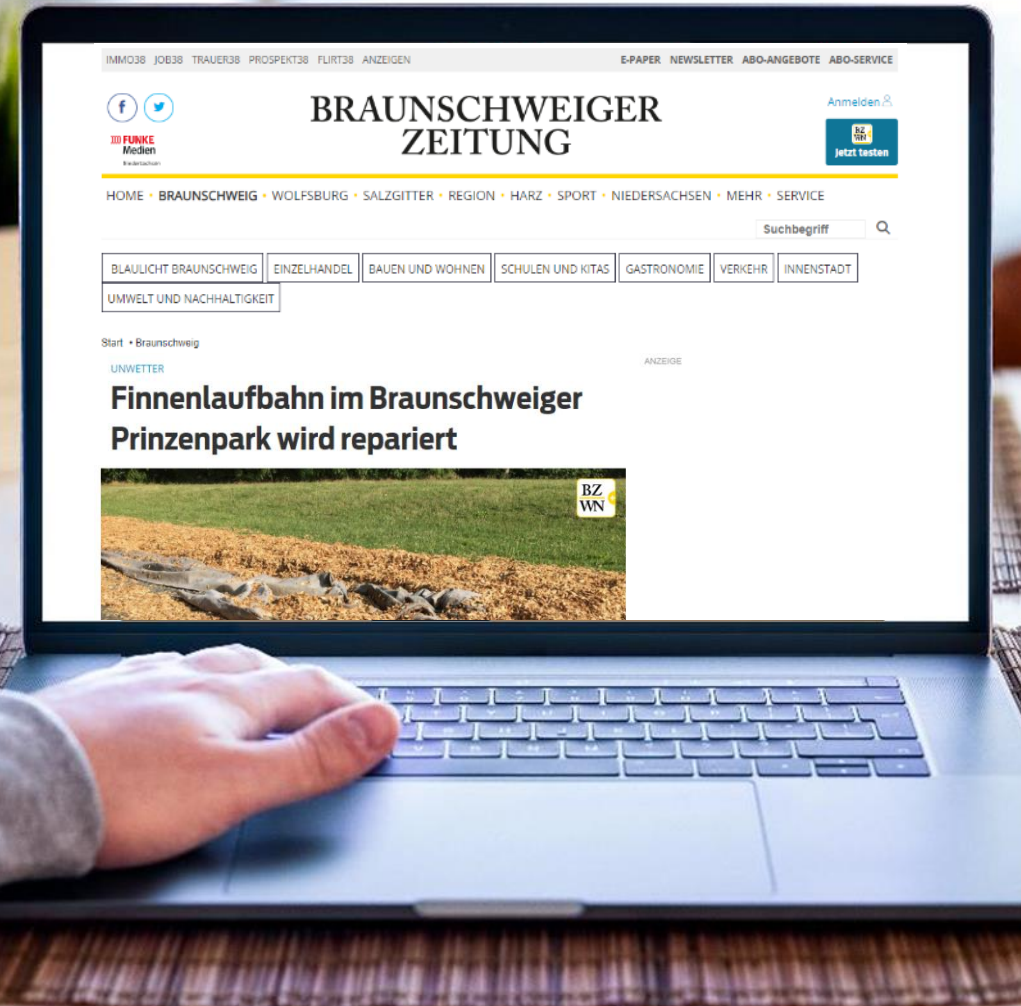 IMMO38 JOB38 TRAUER38 PROSPEKT38 FLIRT38 ANZEIGEN E-PAPER NEWSLETTER ABO-ANGEBOTE ABO-SERVICE
f
BRAUNSCHWEIGER
ZEITUNG
Anmelden
FUNKE
Medien
Niedersachsen
BZ
WN
Jetzt testen
HOME • BRAUNSCHWEIG • WOLFSBURG • SALZGITTER • REGION • HARZ • SPORT • NIEDERSACHSEN • MEHR • SERVICE
Suchbegriff
BLAULICHT BRAUNSCHWEIG EINZELHANDEL BAUEN UND WOHNEN SCHULEN UND KITAS GASTRONOMIE VERKEHR INNENSTADT
UMWELT UND NACHHALTIGKEIT
Start • Braunschweig
UNWETTER
ANZEIGE
Finnenlaufbahn im Braunschweiger
Prinzenpark wird repariert
BZ
WN